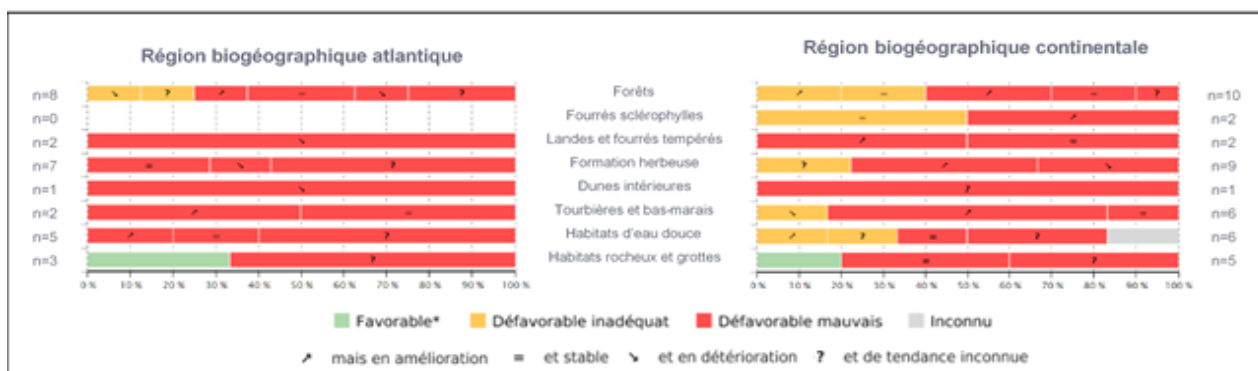 Région biogéographique atlantique
Région biogéographique continentale
n=8 ↘ ? ↗ = ↘ ? Forêts ↗ = ↗ = ? n=10
n=0 Fourrés sclérophylles = ↗ n=2
n=2 ↘ Landes et fourrés tempérés ↗ = n=2
n=7 = ↘ ? Formation herbeuse ? ↗ ↘ n=9
n=1 ↘ Dunes intérieures ? n=1
n=2 ↗ = Tourbières et bas-marais ↘ ↗ = n=6
n=5 ↗ = ? Habitats d'eau douce ↗ ? = ? n=6
n=3 ? Habitats rocheux et grottes = ? n=5
0 % 10 % 20 % 30 % 40 % 50 % 60 % 70 % 80 % 90 % 100 % 0 % 10 % 20 % 30 % 40 % 50 % 60 % 70 % 80 % 90 % 100 %
Favorable* Défavorable inadéquat Défavorable mauvais Inconnu
↗ mais en amélioration = et stable ↘ et en détérioration ? et de tendance inconnue